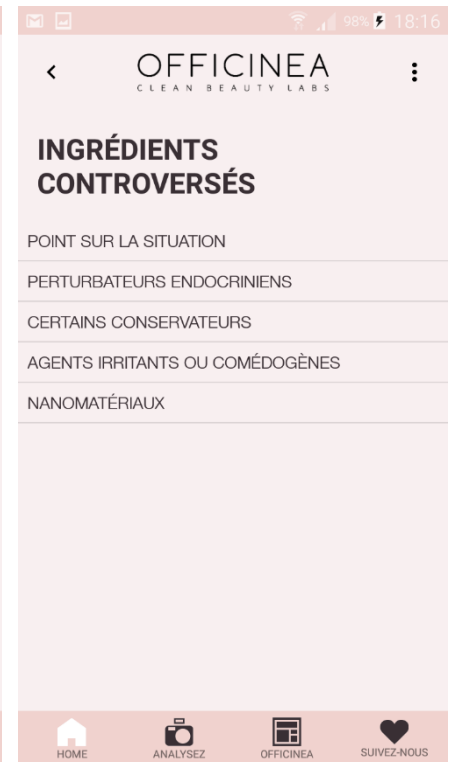 98% 18:16
OFFICINEA
CLEAN BEAUTY LABS
INGRÉDIENTS
CONTROVERSÉS
POINT SUR LA SITUATION
PERTURBATEURS ENDOCRINIENS
CERTAINS CONSERVATEURS
AGENTS IRRITANTS OU COMÉDOGÈNES
NANOMATÉRIAUX
HOME ANALYSEZ OFFICINEA SUIVEZ-NOUS